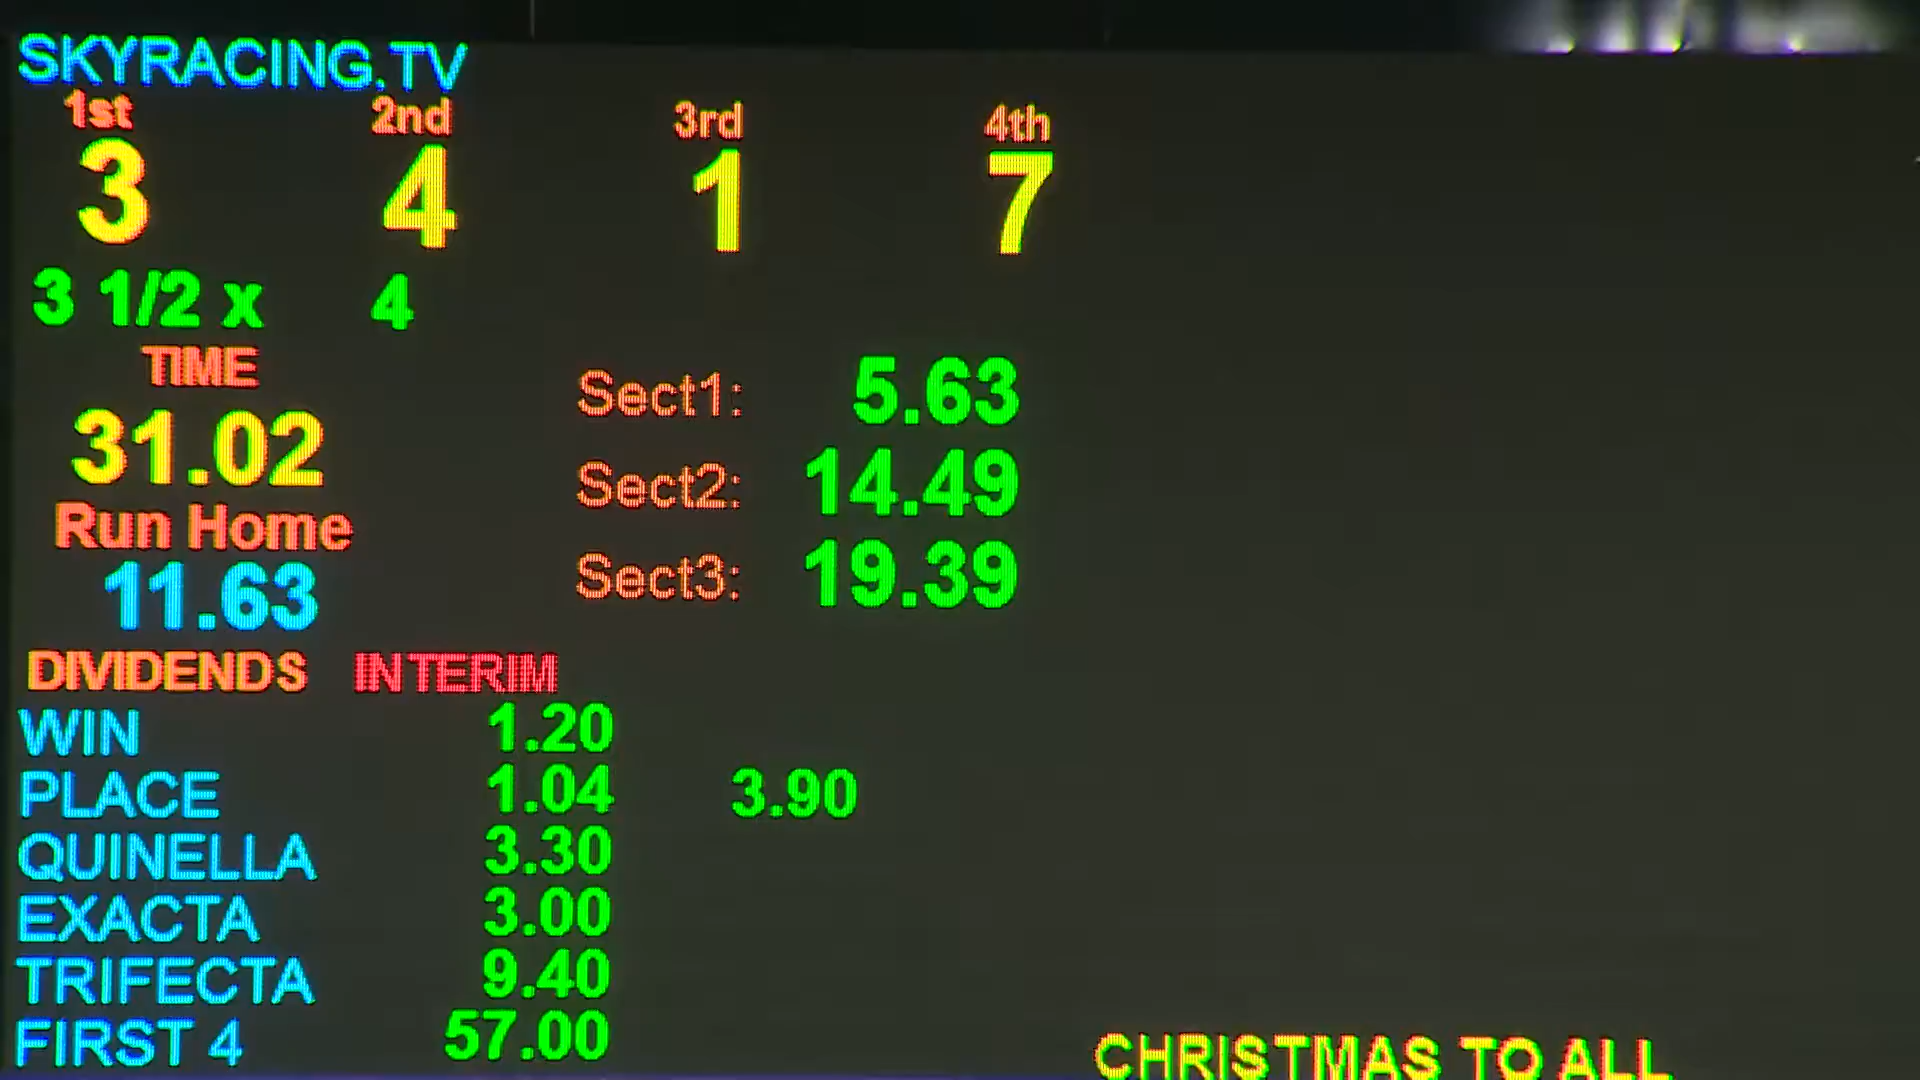 SKYRACING.TV
1st 2nd 3rd 4th
3 4 1 7
3 1/2 x 4
TIME
31.02
Run Home
11.63
Sect1: 5.63
Sect2: 14.49
Sect3: 19.39
DIVIDENDS INTERIM
WIN 1.20
PLACE 1.04 3.90
QUINELLA 3.30
EXACTA 3.00
TRIFECTA 9.40
FIRST 4 57.00
CHRISTMAS TO ALL